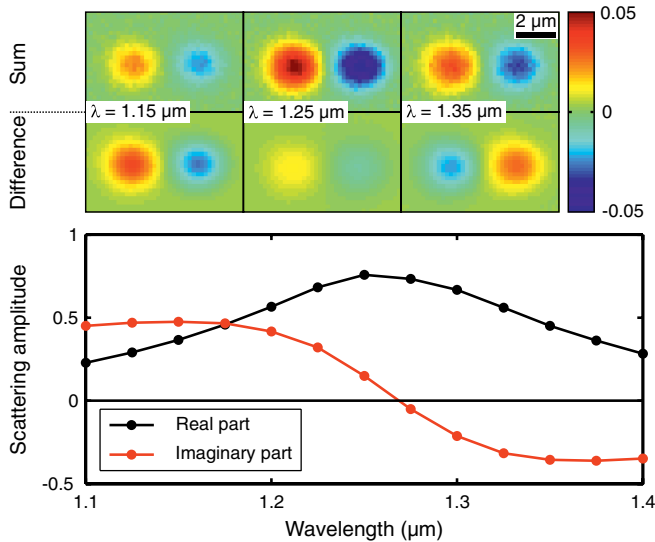 Sum
2 µm
0.05
λ = 1.15 µm
λ = 1.25 µm
λ = 1.35 µm
0
Difference
-0.05
Scattering amplitude
1
0.5
0
-0.5
Real part
Imaginary part
1.1
1.2
1.3
1.4
Wavelength (µm)